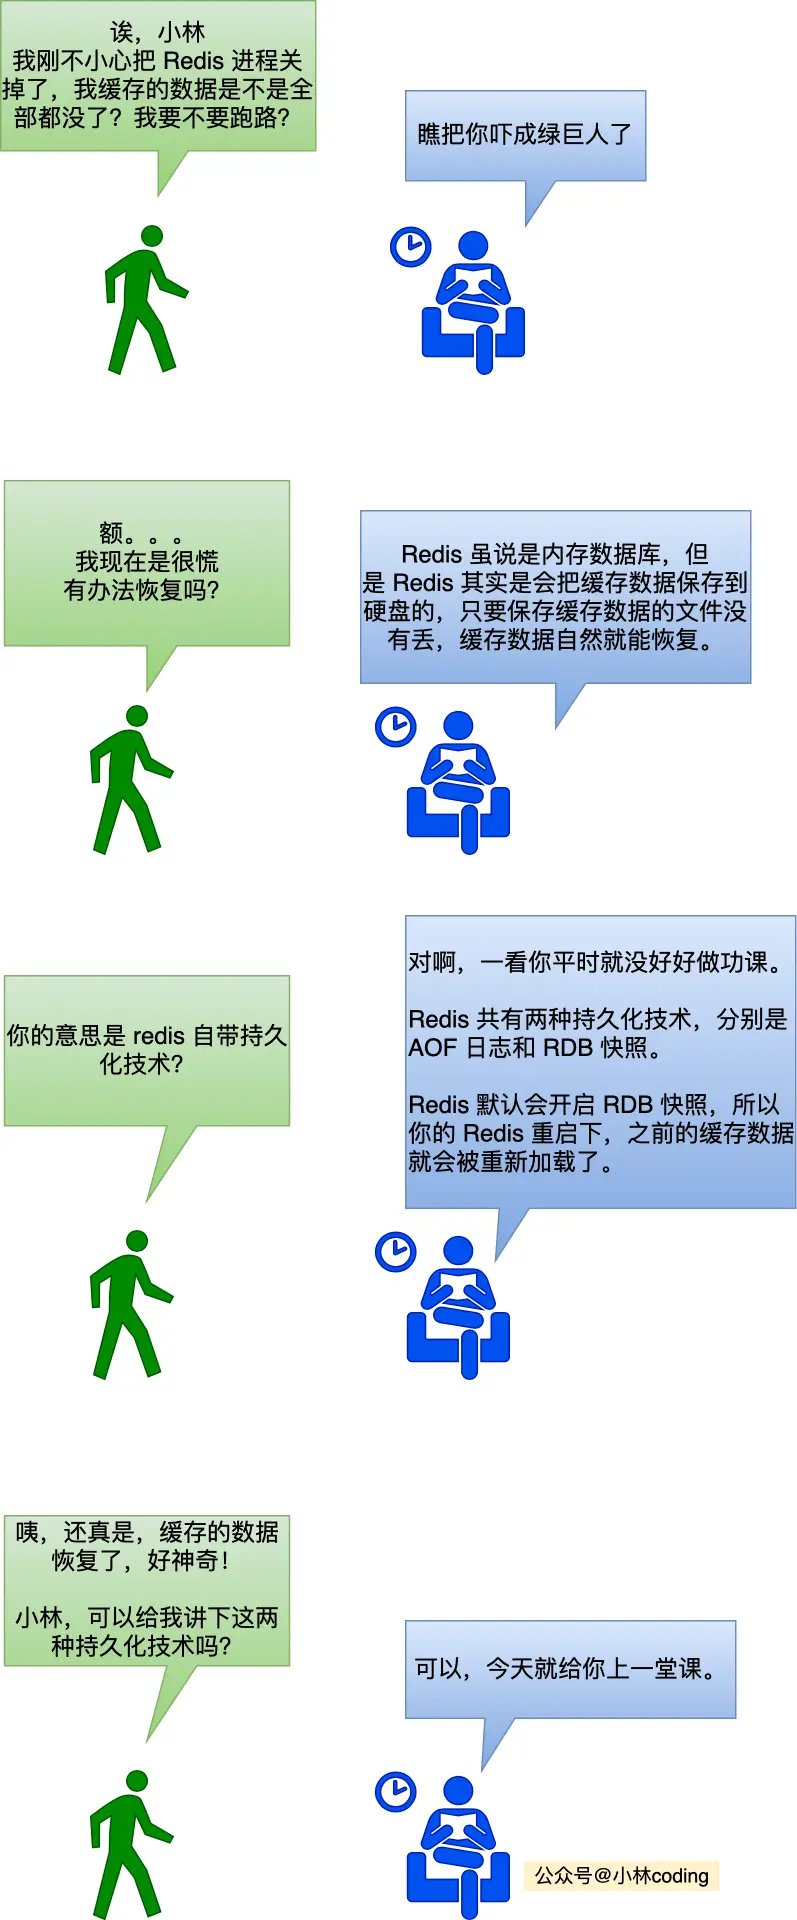 诶，小林
我刚不小心把 Redis 进程关
掉了，我缓存的数据是不是全
部都没了？我要不要跑路？
瞧把你吓成绿巨人了
额。。。
我现在是很慌
有办法恢复吗？
Redis 虽说是内存数据库，但
是 Redis 其实是会把缓存数据保存到
硬盘的，只要保存缓存数据的文件没
有丢，缓存数据自然就能恢复。
你的意思是 redis 自带持久
化技术？
对啊，一看你平时就没好好做功课。
Redis 共有两种持久化技术，分别是
AOF 日志和 RDB 快照。
Redis 默认会开启 RDB 快照，所以
你的 Redis 重启下，之前的缓存数据
就会被重新加载了。
咦，还真是，缓存的数据
恢复了，好神奇！
小林，可以给我讲下这两
种持久化技术吗？
可以，今天就给你上一堂课。
公众号@小林coding